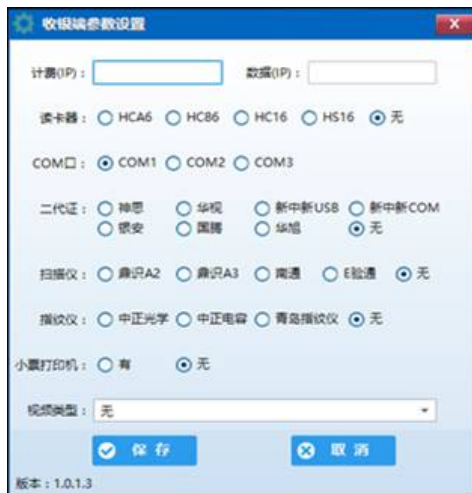 收银端参数设置
计费(IP)： 数据(IP)：
读卡器： HCA6 HC86 HC16 HS16 无
COM口： COM1 COM2 COM3
二代证： 神思 华视 新中新USB 新中新COM
银安 国腾 华旭 无
扫描仪： 鼎识A2 鼎识A3 南通 E验通 无
指纹仪： 中正光学 中正电容 青岛指纹仪 无
小票打印机： 有 无
视频类型： 无
保存 取消
版本：1.0.1.3